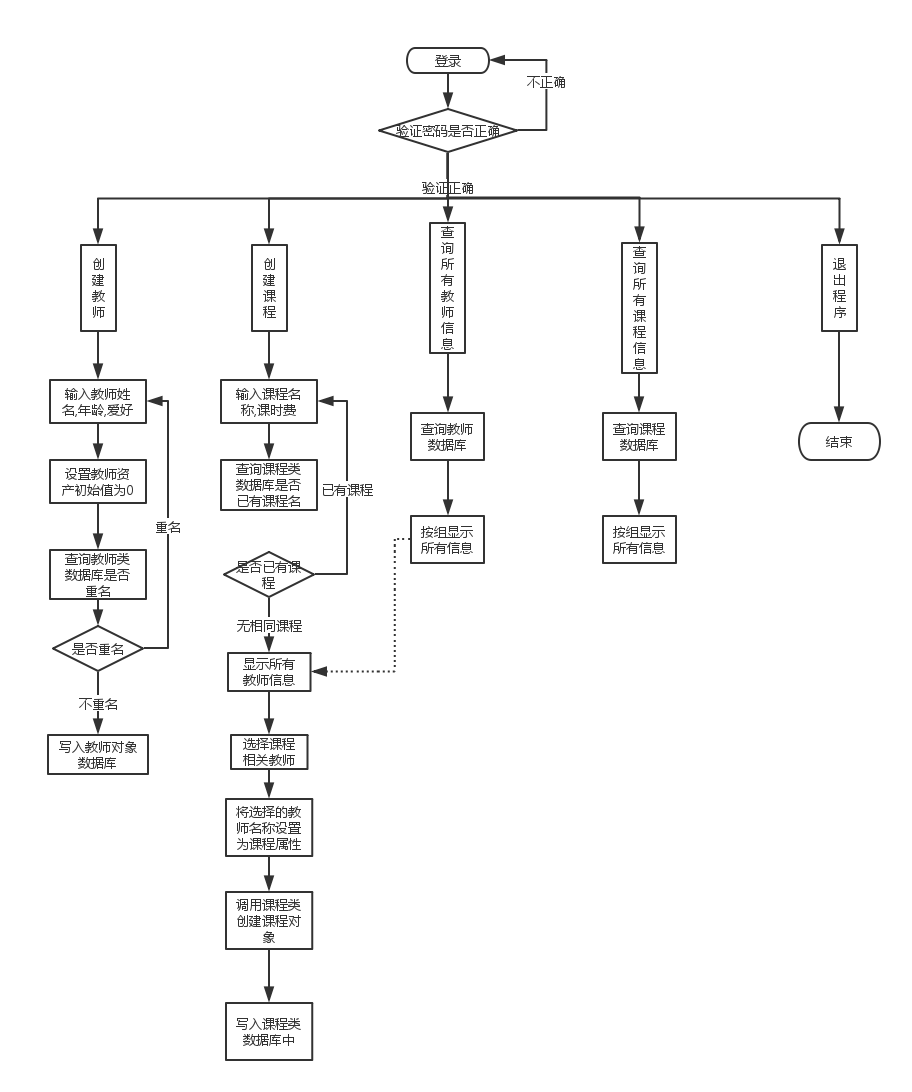 登录
不正确
验证密码是否正确
验证正确
创
建
教
师
创
建
课
程
查
询
所
有
教
师
信
息
查
询
所
有
课
程
信
息
退
出
程
序
输入教师姓
名,年龄,爱好
设置教师资
产初始值为0
查询教师类
数据库是否
重名
重名
是否重名
不重名
写入教师对象
数据库
输入课程名
称,课时费
查询课程类
数据库是否
已有课程名
已有课程
是否已有课
程
无相同课程
显示所有
教师信息
选择课程
相关教师
将选择的教
师名称设置
为课程属性
调用课程类
创建课程对
象
写入课程类
数据库中
查询教师
数据库
按组显示
所有信息
查询课程
数据库
按组显示
所有信息
结束